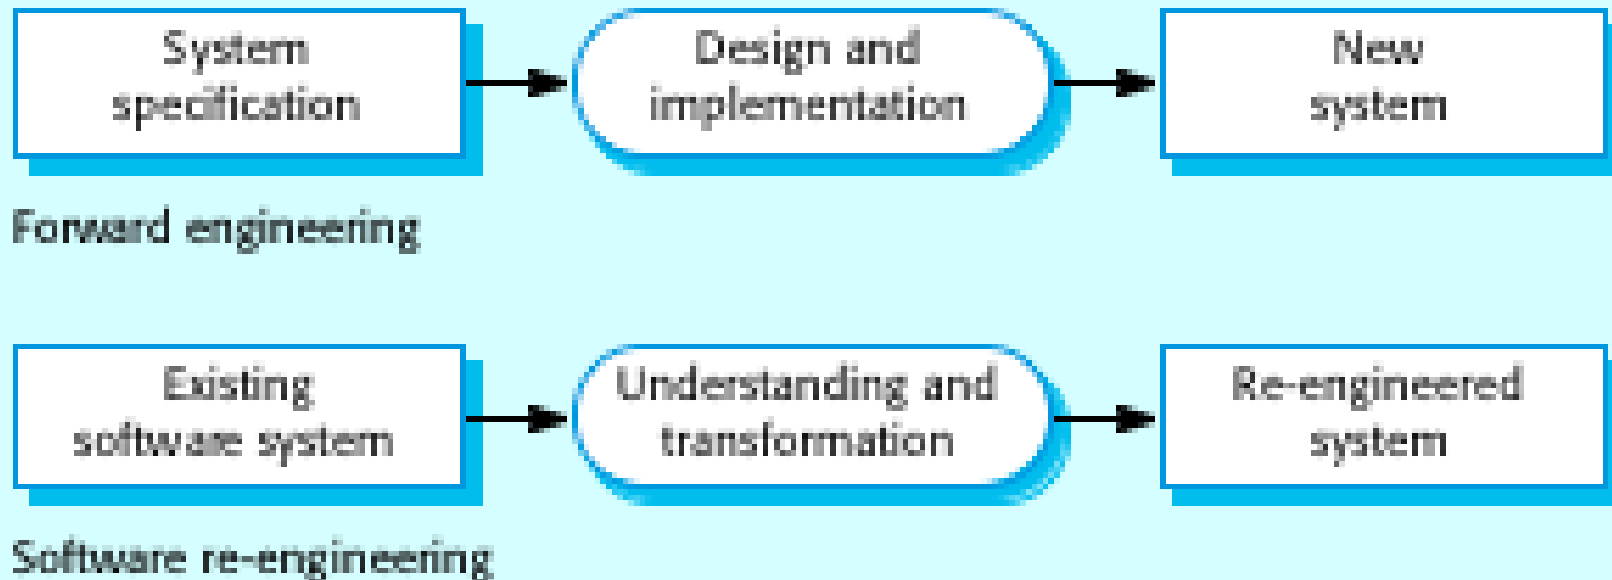 System
specification
Design and
implementation
New
system
Forward engineering
Existing
software system
Understanding and
transformation
Re-engineered
system
Software re-engineering